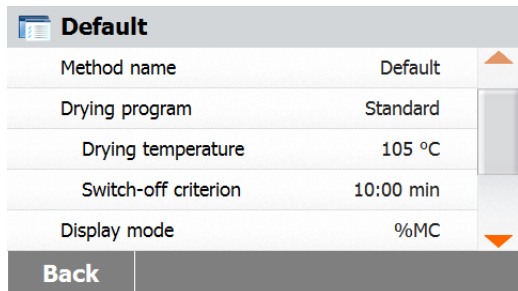 Default
Method name Default
Drying program Standard
Drying temperature 105 ºC
Switch-off criterion 10:00 min
Display mode %MC
Back